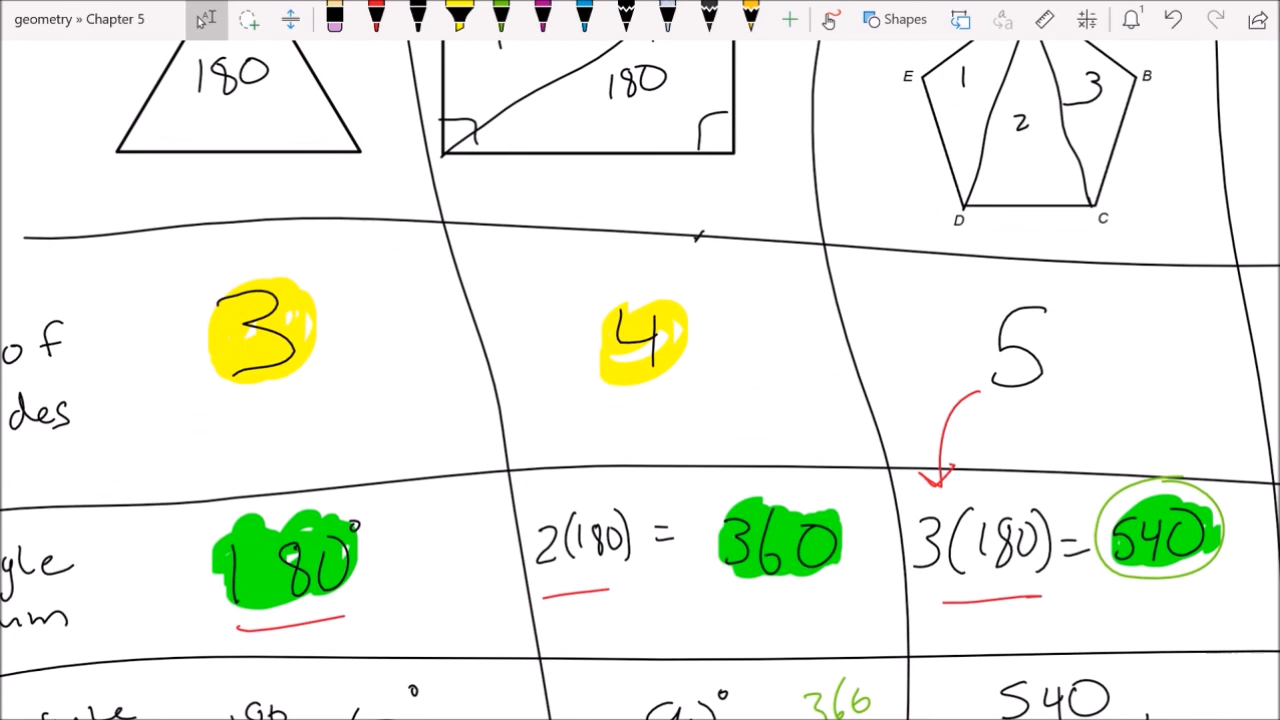 geometry » Chapter 5 Shapes
180 180 E 1 2 3 B
D C
of 3 4 5
des
180° 2(180) = 360 3(180) = 540
gle
um
° ° 360 540